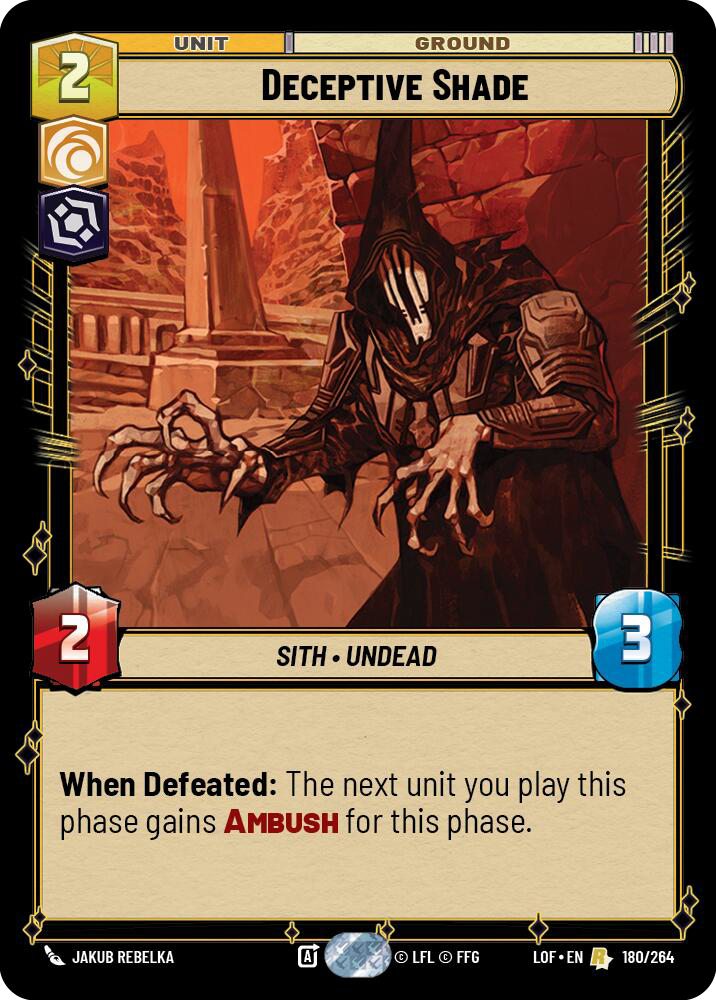 UNIT
GROUND
2
DECEPTIVE SHADE
2
3
SITH • UNDEAD
When Defeated: The next unit you play this
phase gains AMBUSH for this phase.
JAKUB REBELKA
A
© LFL © FFG
LOF • EN
R
180/264